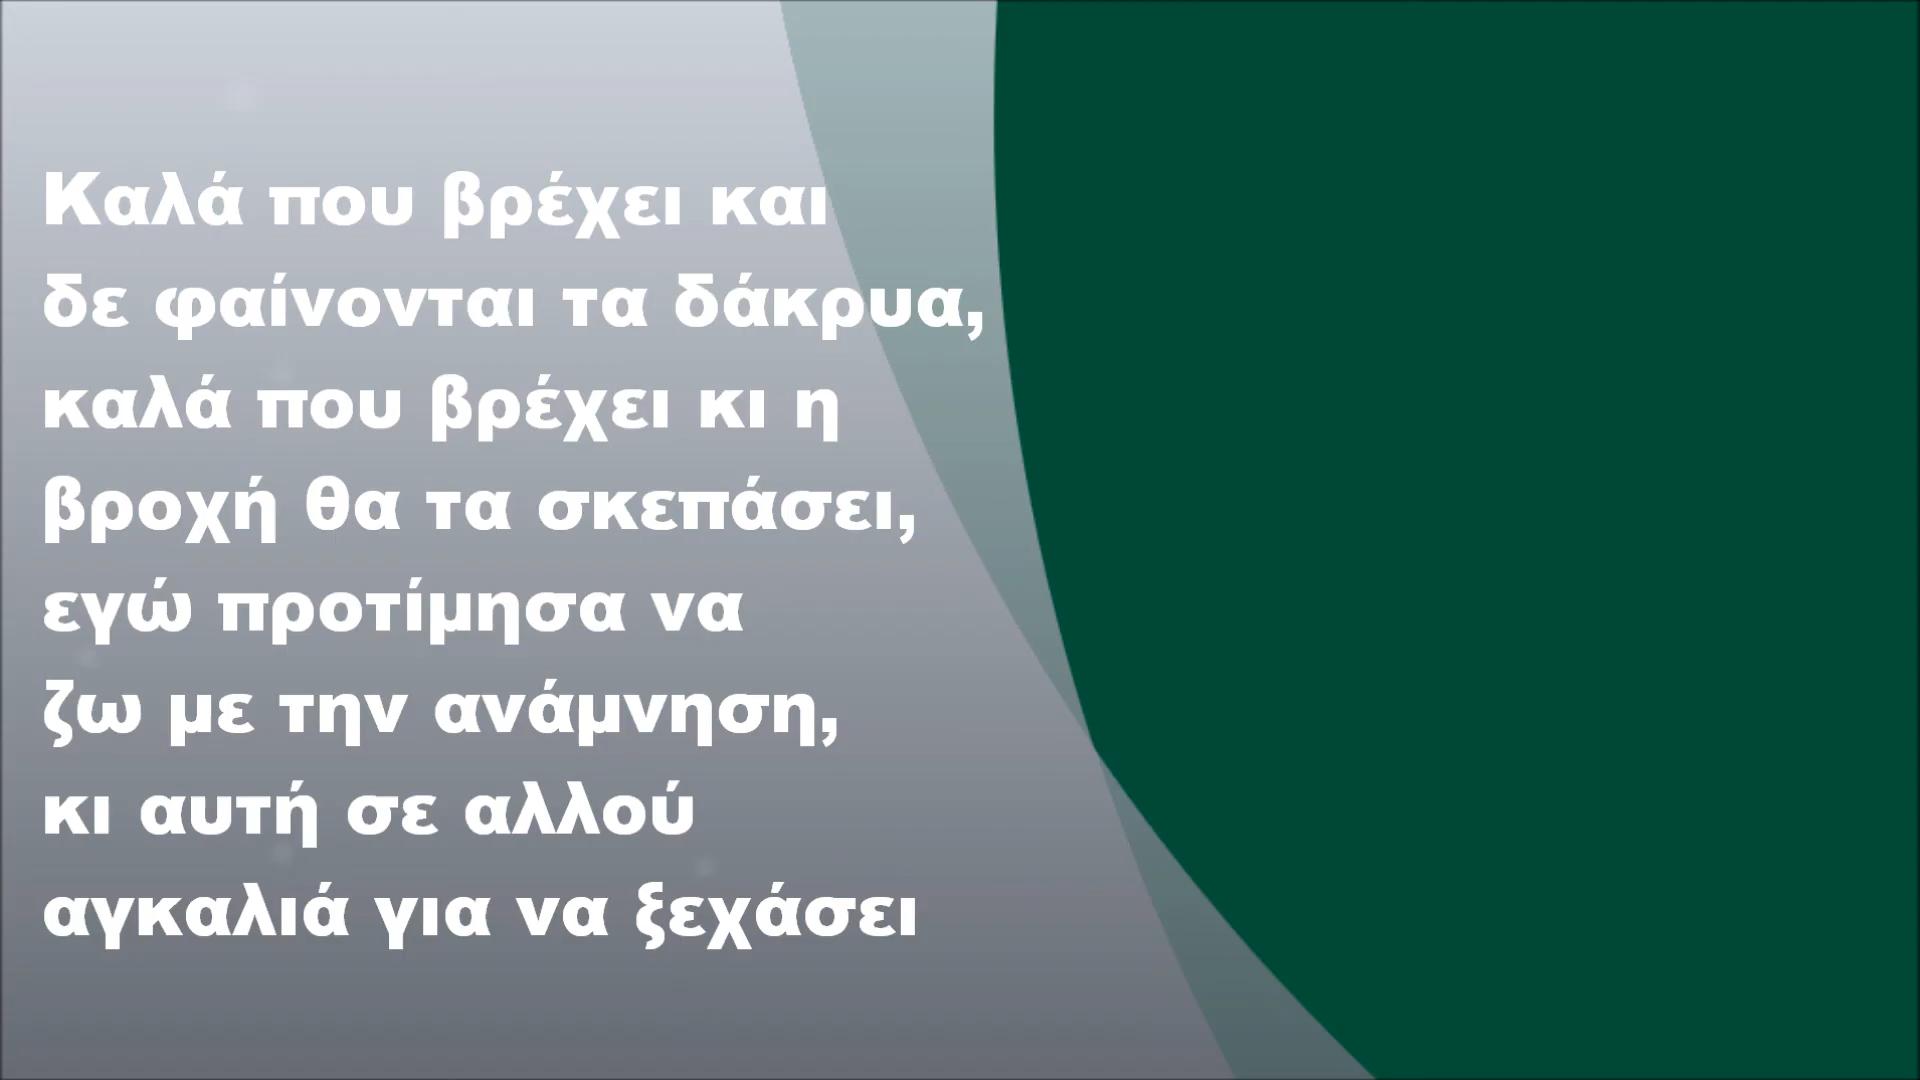 Καλά που βρέχει και
δε φαίνονται τα δάκρυα,
καλά που βρέχει κι η
βροχή θα τα σκεπάσει,
εγώ προτίμησα να
ζω με την ανάμνηση,
κι αυτή σε αλλού
αγκαλιά για να ξεχάσει